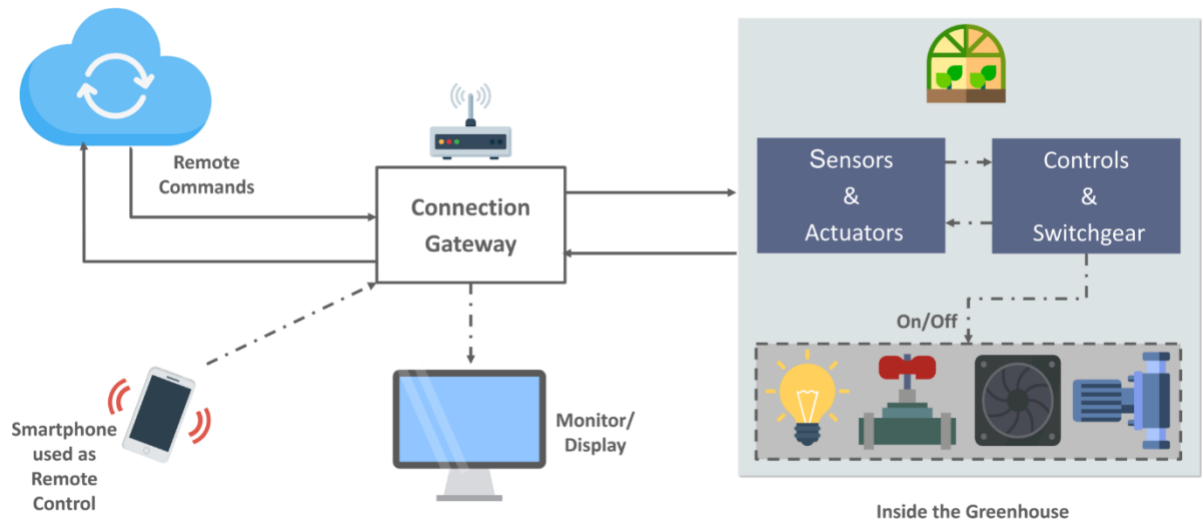 Remote
Commands
Connection
Gateway
Sensors
&
Actuators
Controls
&
Switchgear
On/Off
Smartphone
used as
Remote
Control
Monitor/
Display
Inside the Greenhouse